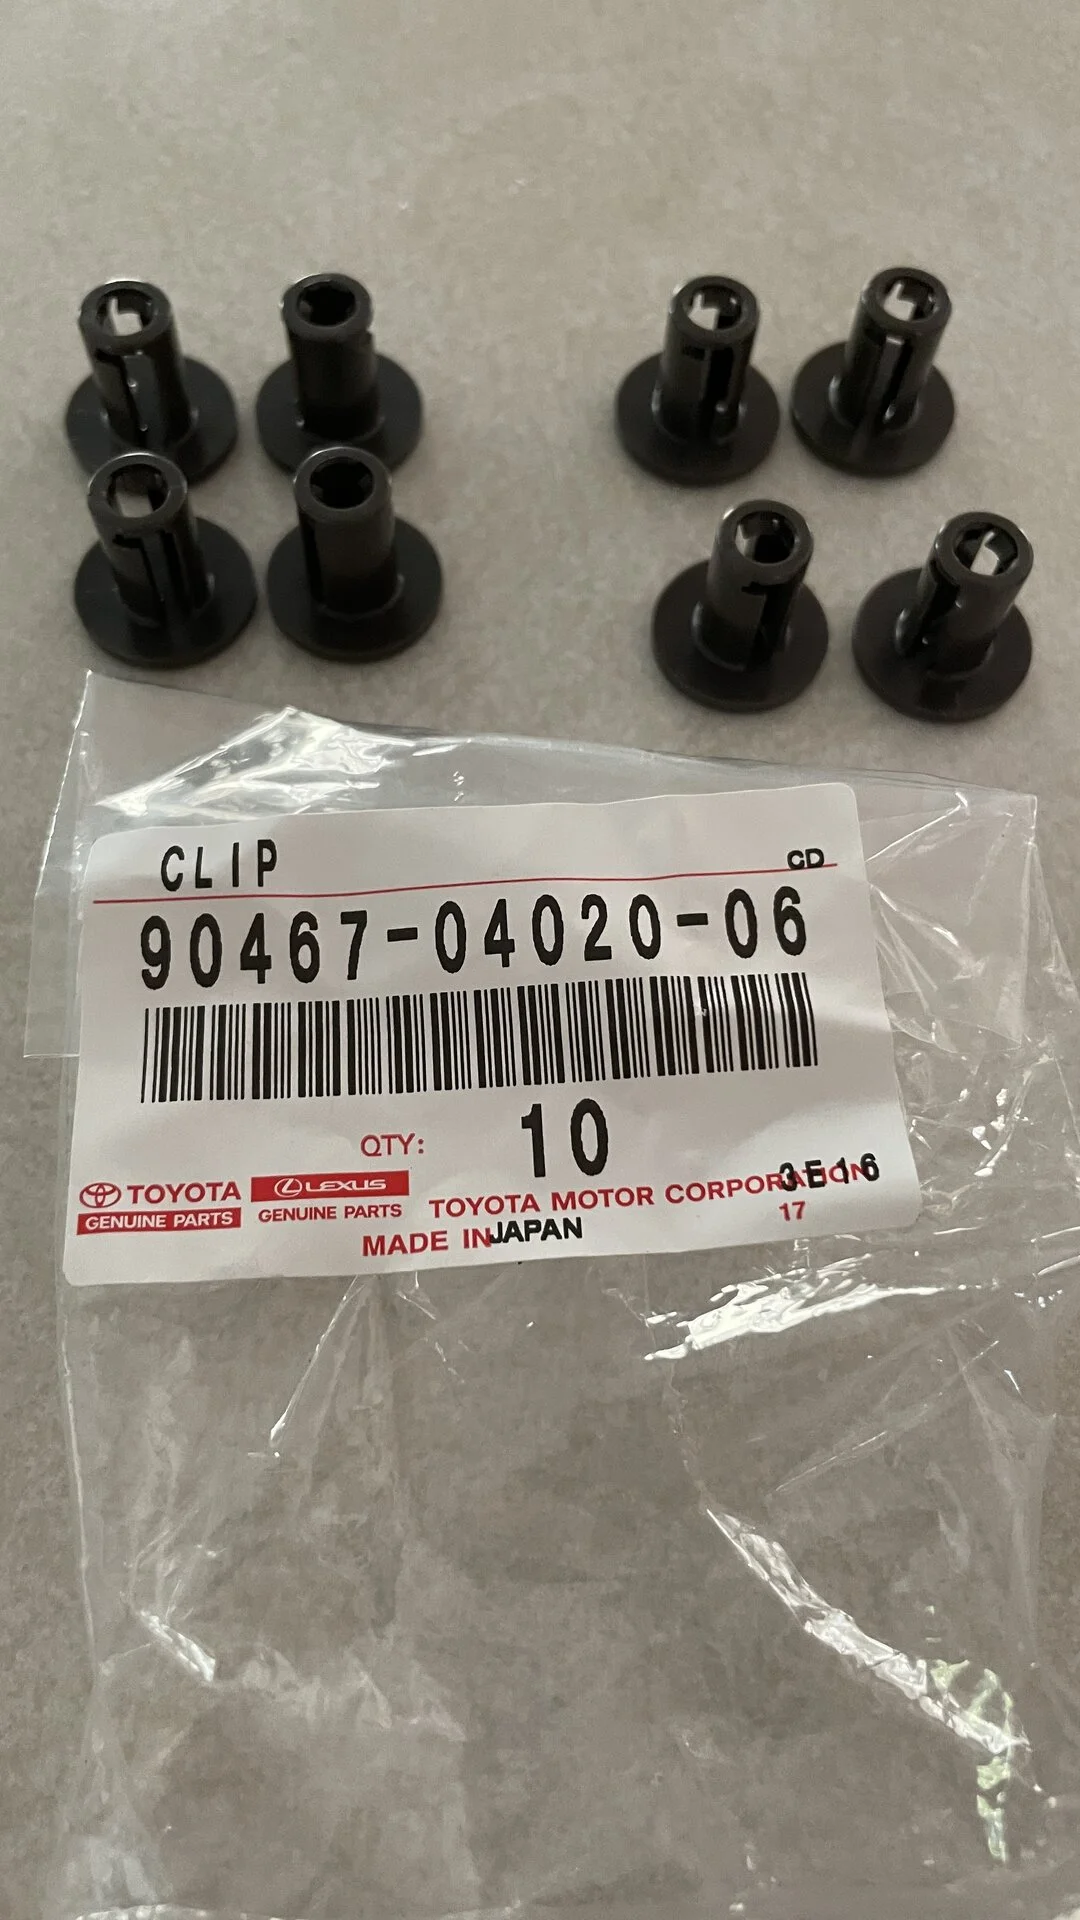 CLIP
CD
90467-04020-06
QTY: 10
TOYOTA
GENUINE PARTS
LEXUS
GENUINE PARTS
TOYOTA MOTOR CORPORATION
3E16
17
MADE IN JAPAN